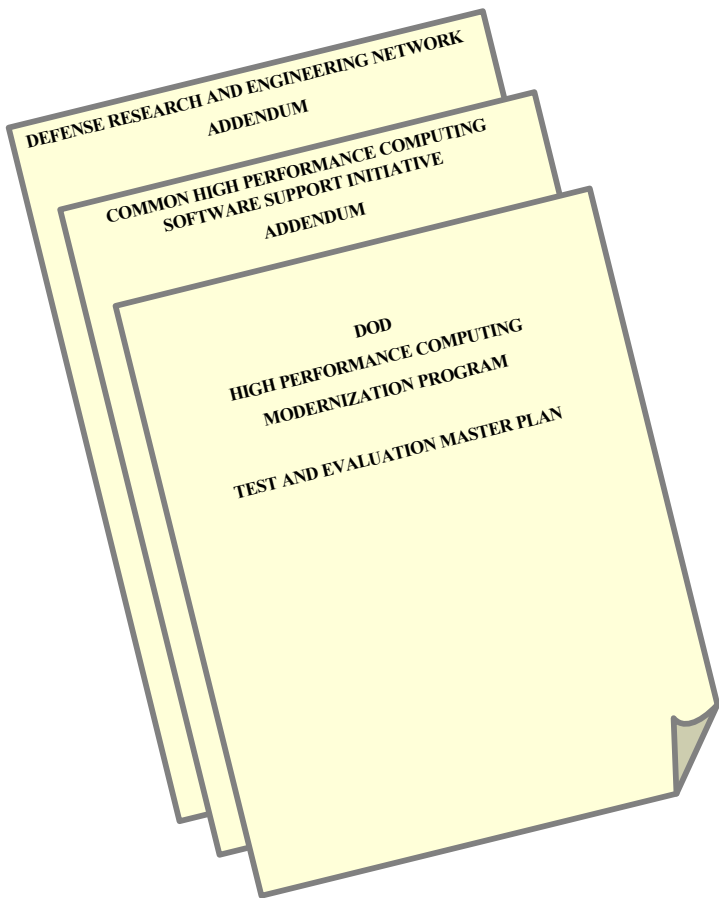 DEFENSE RESEARCH AND ENGINEERING NETWORK
ADDENDUM
COMMON HIGH PERFORMANCE COMPUTING
SOFTWARE SUPPORT INITIATIVE
ADDENDUM
DOD
HIGH PERFORMANCE COMPUTING
MODERNIZATION PROGRAM
TEST AND EVALUATION MASTER PLAN